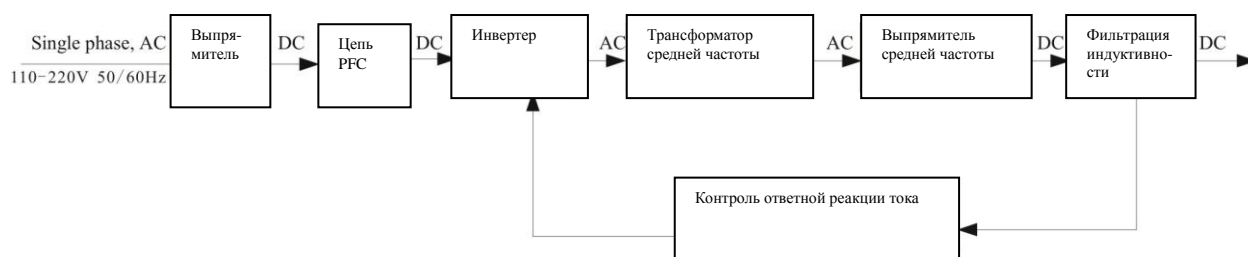 Single phase, AC
110-220V 50/60Hz
Выпря-
митель
DC
Цепь
PFC
DC
Инвертер
AC
Трансформатор
средней частоты
AC
Выпрямитель
средней частоты
DC
Фильтрация
индуктивно-
сти
DC
Контроль ответной реакции тока